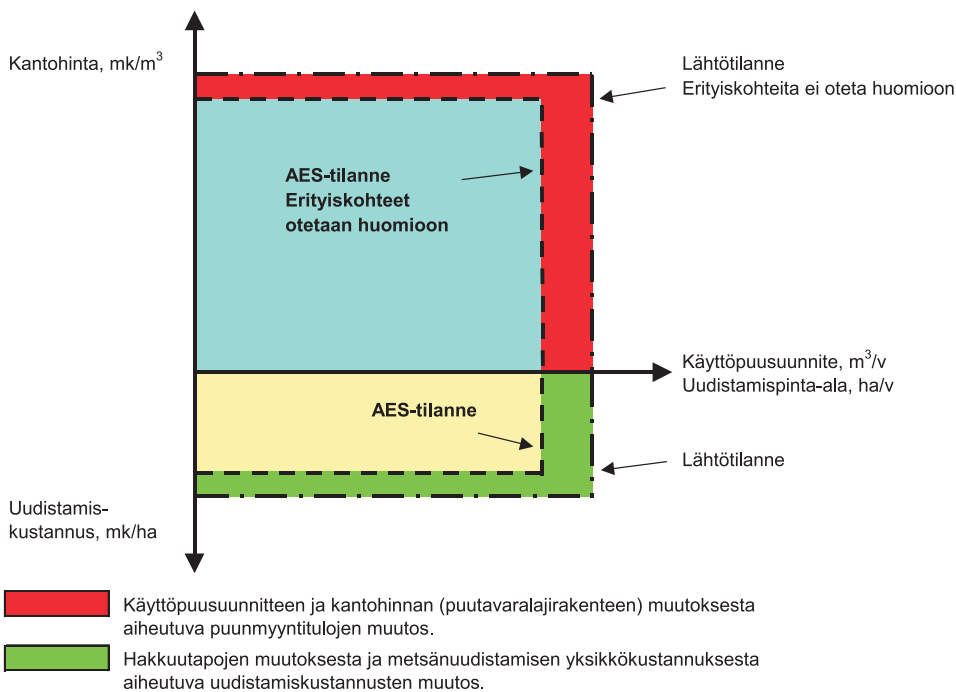 Kantohinta, mk/m³
Lähtötilanne
Erityiskohteita ei oteta huomioon
AES-tilanne
Erityiskohteet
otetaan huomioon
Käyttöpuusuunnite, m³/v
Uudistamispinta-ala, ha/v
AES-tilanne
Lähtötilanne
Uudistamis-
kustannus, mk/ha
Käyttöpuusuunnitteen ja kantohinnan (puutavaralajirakenteen) muutoksesta
aiheutuva puunmyyntitulojen muutos.
Hakkuutapojen muutoksesta ja metsänuudistamisen yksikkökustannuksesta
aiheutuva uudistamiskustannusten muutos.